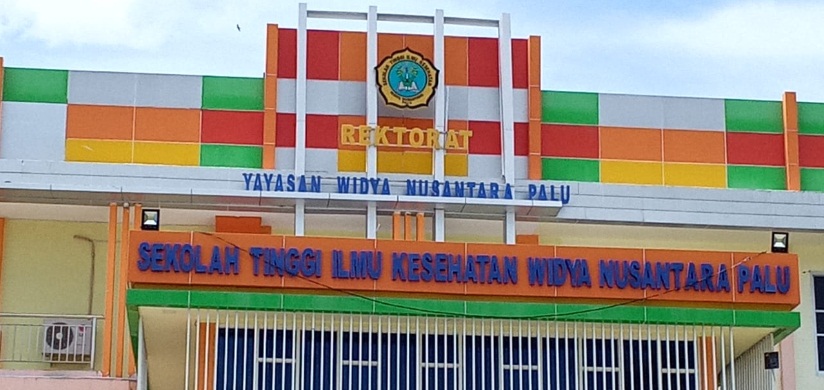 REKTORAT
YAYASAN WIDYA NUSANTARA PALU
SEKOLAH TINGGI ILMU KESEHATAN WIDYA NUSANTARA PALU